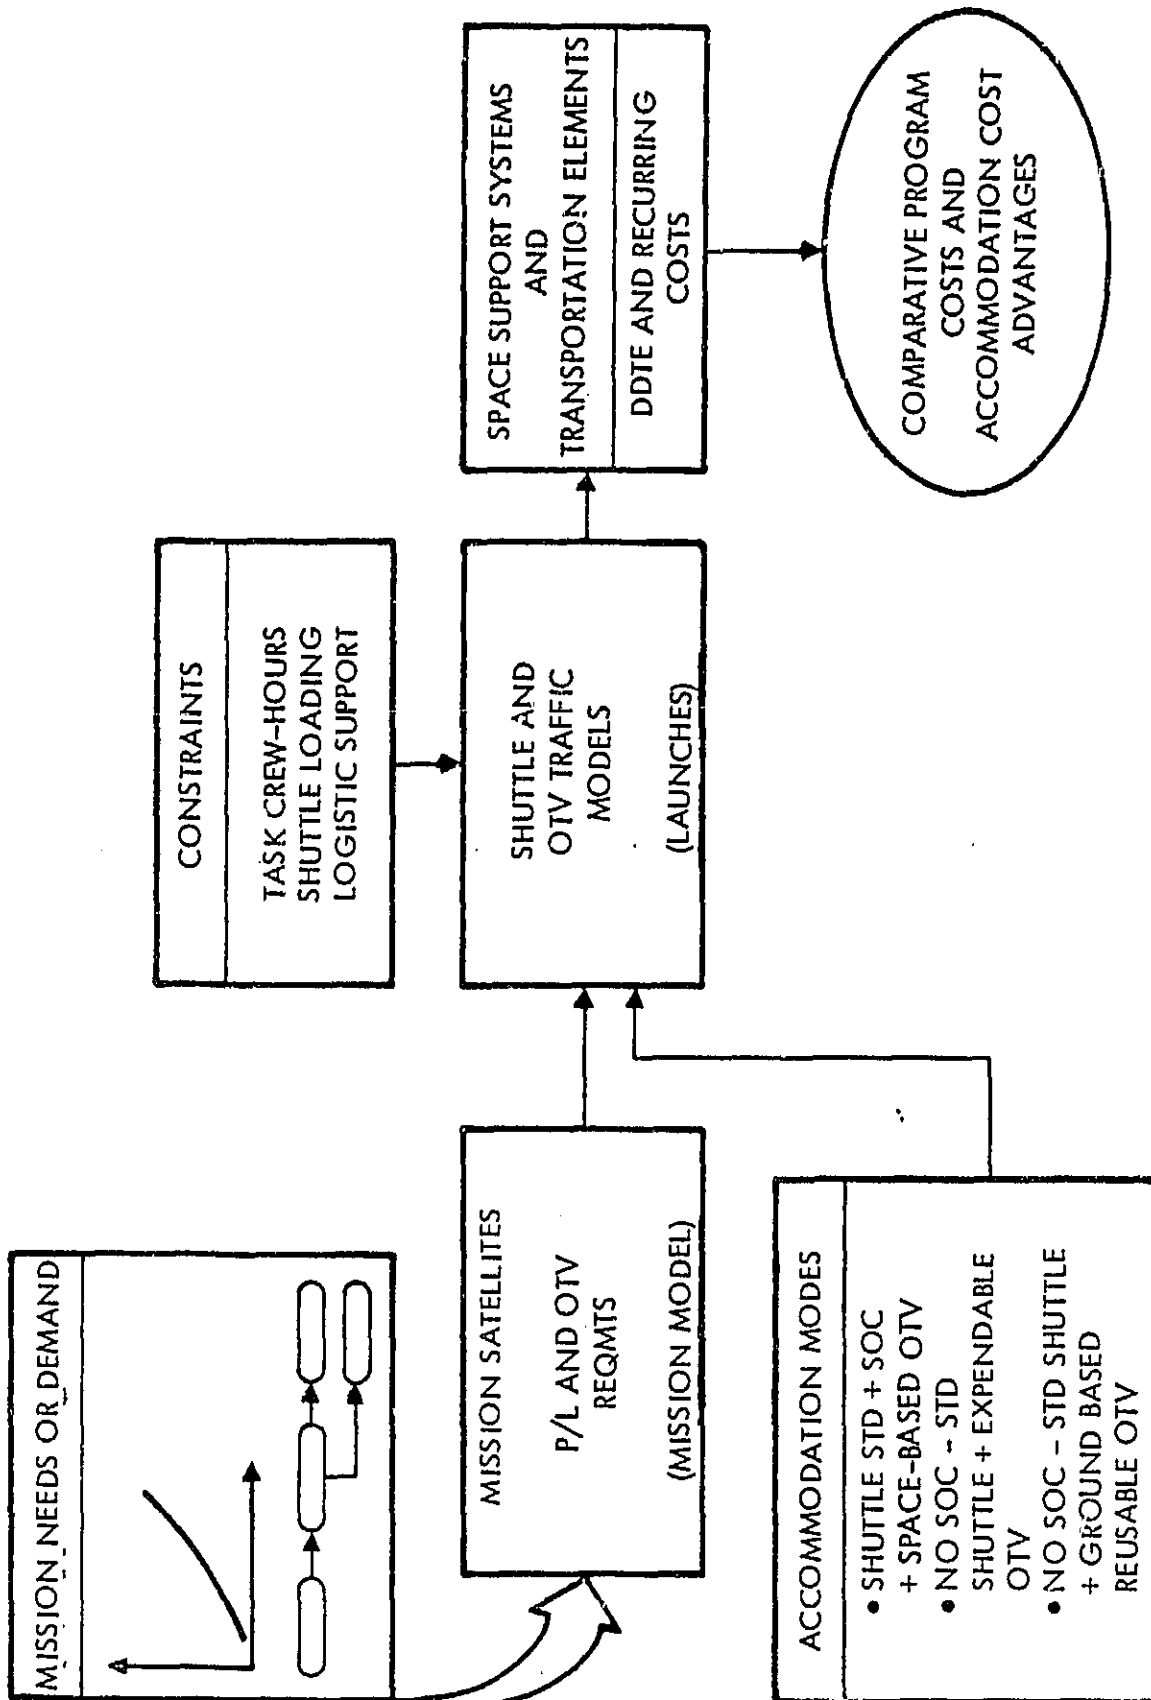 MISSION NEEDS OR DEMAND
MISSION SATELLITES
P/L AND OTV
REQMTS
(MISSION MODEL)
ACCOMMODATION MODES
• SHUTTLE STD + SOC
+ SPACE-BASED OTV
• NO SOC - STD
SHUTTLE + EXPENDABLE
OTV
• NO SOC - STD SHUTTLE
+ GROUND BASED
REUSABLE OTV
CONSTRAINTS
TASK CREW-HOURS
SHUTTLE LOADING
LOGISTIC SUPPORT
SHUTTLE AND
OTV TRAFFIC
MODELS
(LAUNCHES)
SPACE SUPPORT SYSTEMS
AND
TRANSPORTATION ELEMENTS
DDTE AND RECURRING
COSTS
COMPARATIVE PROGRAM
COSTS AND
ACCOMMODATION COST
ADVANTAGES